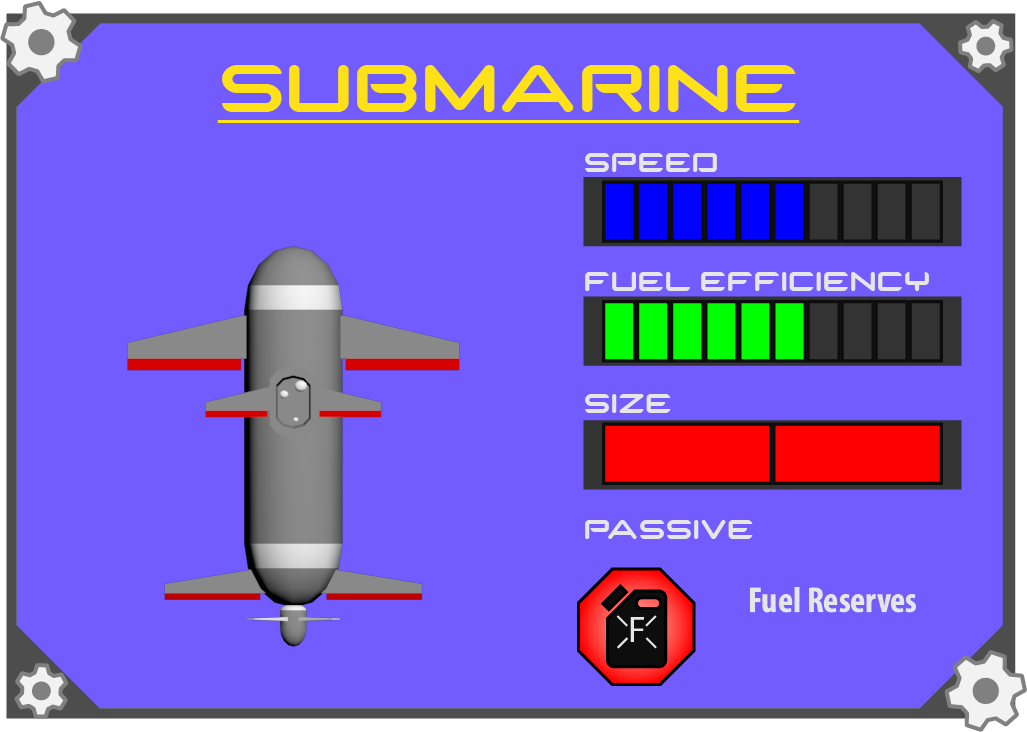 SUBMARINE
SPEED
FUEL EFFICIENCY
SIZE
PASSIVE
F
Fuel Reserves